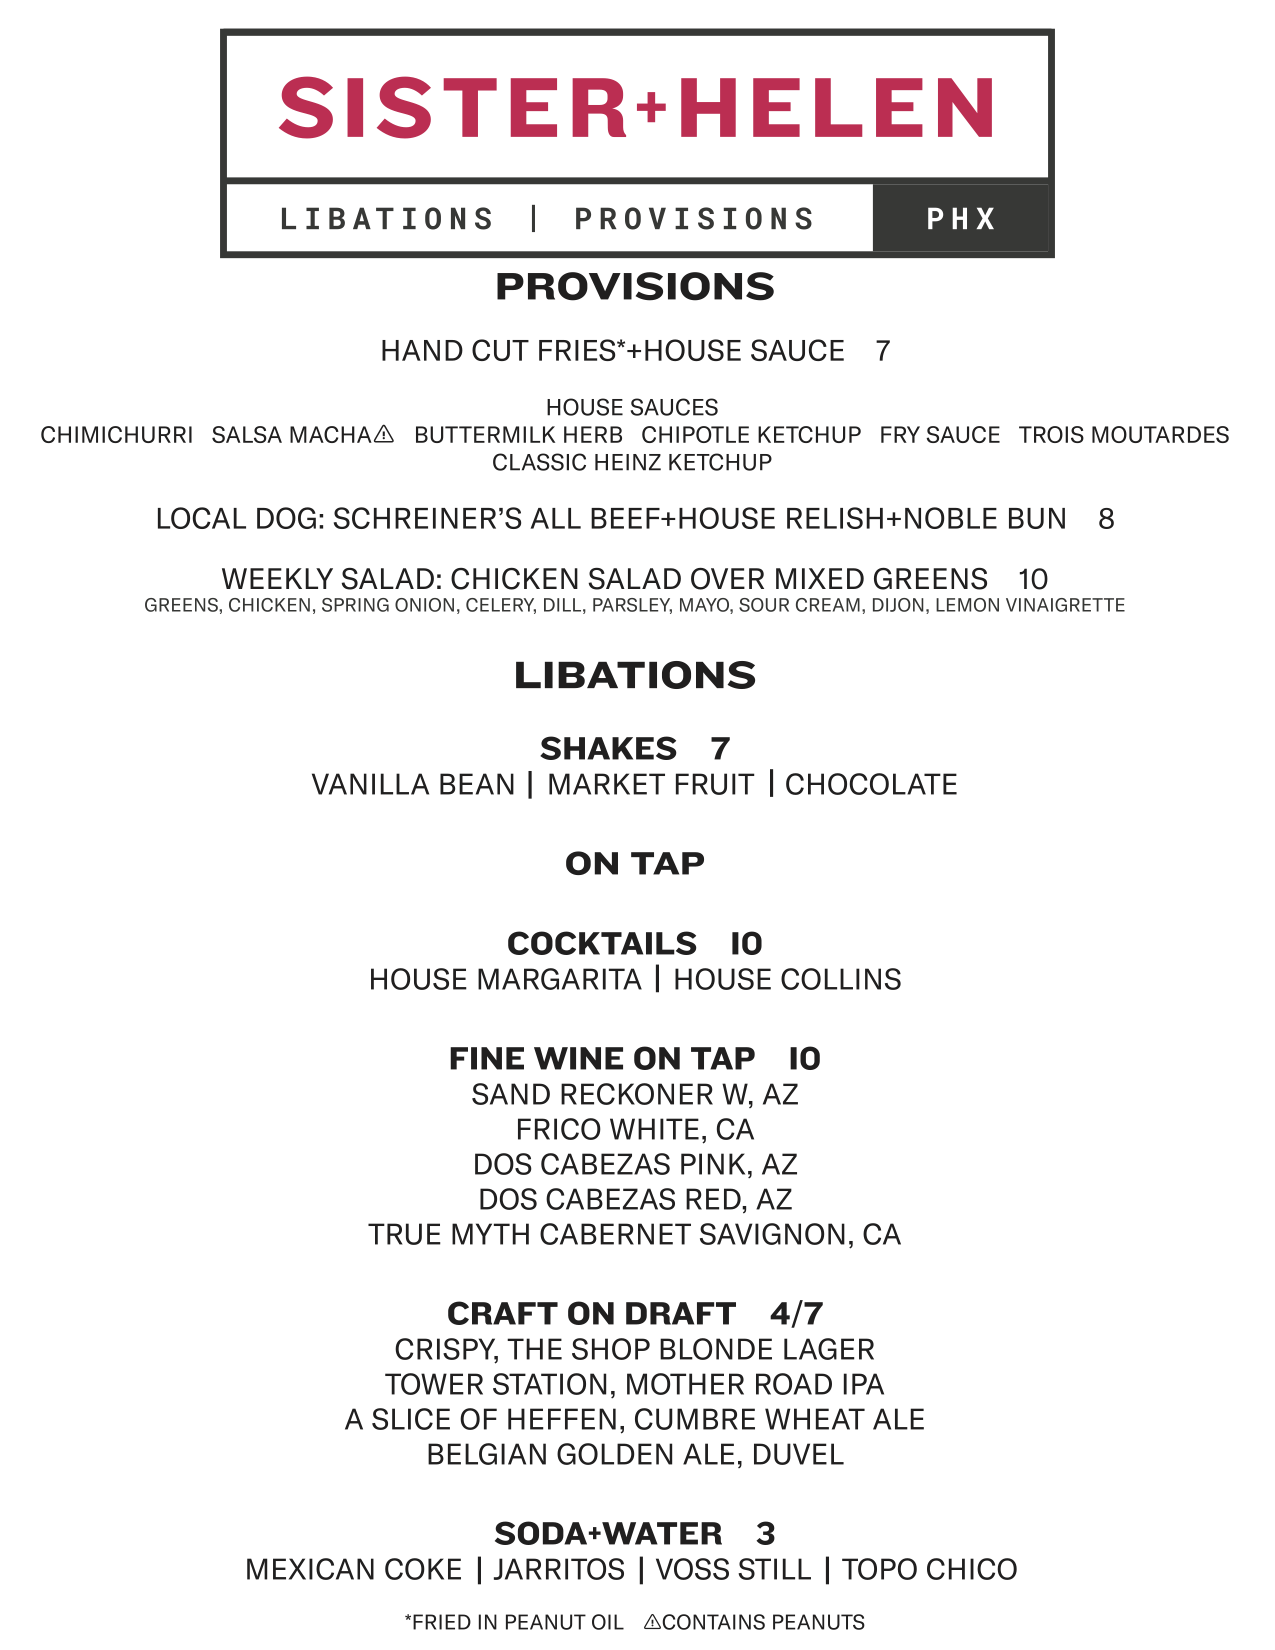 SISTER+HELEN
LIBATIONS | PROVISIONS PHX
PROVISIONS
HAND CUT FRIES*+HOUSE SAUCE 7
HOUSE SAUCES
CHIMICHURRI SALSA MACHA⚠ BUTTERMILK HERB CHIPOTLE KETCHUP FRY SAUCE TROIS MOUTARDES
CLASSIC HEINZ KETCHUP
LOCAL DOG: SCHREINER’S ALL BEEF+HOUSE RELISH+NOBLE BUN 8
WEEKLY SALAD: CHICKEN SALAD OVER MIXED GREENS 10
GREENS, CHICKEN, SPRING ONION, CELERY, DILL, PARSLEY, MAYO, SOUR CREAM, DIJON, LEMON VINAIGRETTE
LIBATIONS
SHAKES 7
VANILLA BEAN | MARKET FRUIT | CHOCOLATE
ON TAP
COCKTAILS 10
HOUSE MARGARITA | HOUSE COLLINS
FINE WINE ON TAP 10
SAND RECKONER W, AZ
FRICO WHITE, CA
DOS CABEZAS PINK, AZ
DOS CABEZAS RED, AZ
TRUE MYTH CABERNET SAVIGNON, CA
CRAFT ON DRAFT 4/7
CRISPY, THE SHOP BLONDE LAGER
TOWER STATION, MOTHER ROAD IPA
A SLICE OF HEFFEN, CUMBRE WHEAT ALE
BELGIAN GOLDEN ALE, DUVEL
SODA+WATER 3
MEXICAN COKE | JARRITOS | VOSS STILL | TOPO CHICO
*FRIED IN PEANUT OIL ⚠CONTAINS PEANUTS